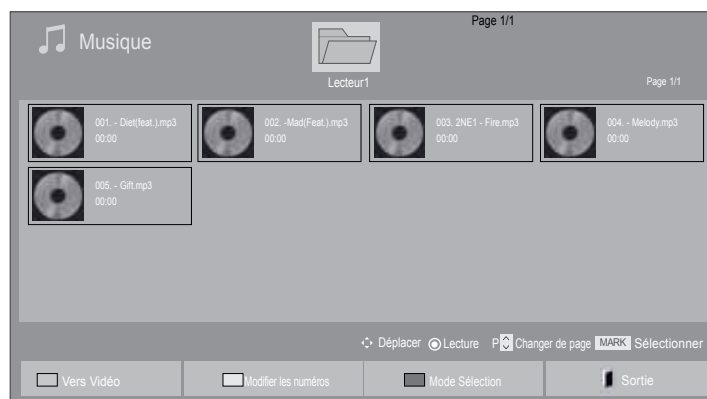 Page 1/1
Musique
Lecteur1
Page 1/1
001. - Diet(feat.).mp3
00:00
002. -Mad(Feat.).mp3
00:00
003. 2NE1 - Fire.mp3
00:00
004. - Melody.mp3
00:00
005. - Gift.mp3
00:00
Déplacer Lecture P Changer de page MARK Sélectionner
Vers Vidéo Modifier les numéros Mode Sélection Sortie